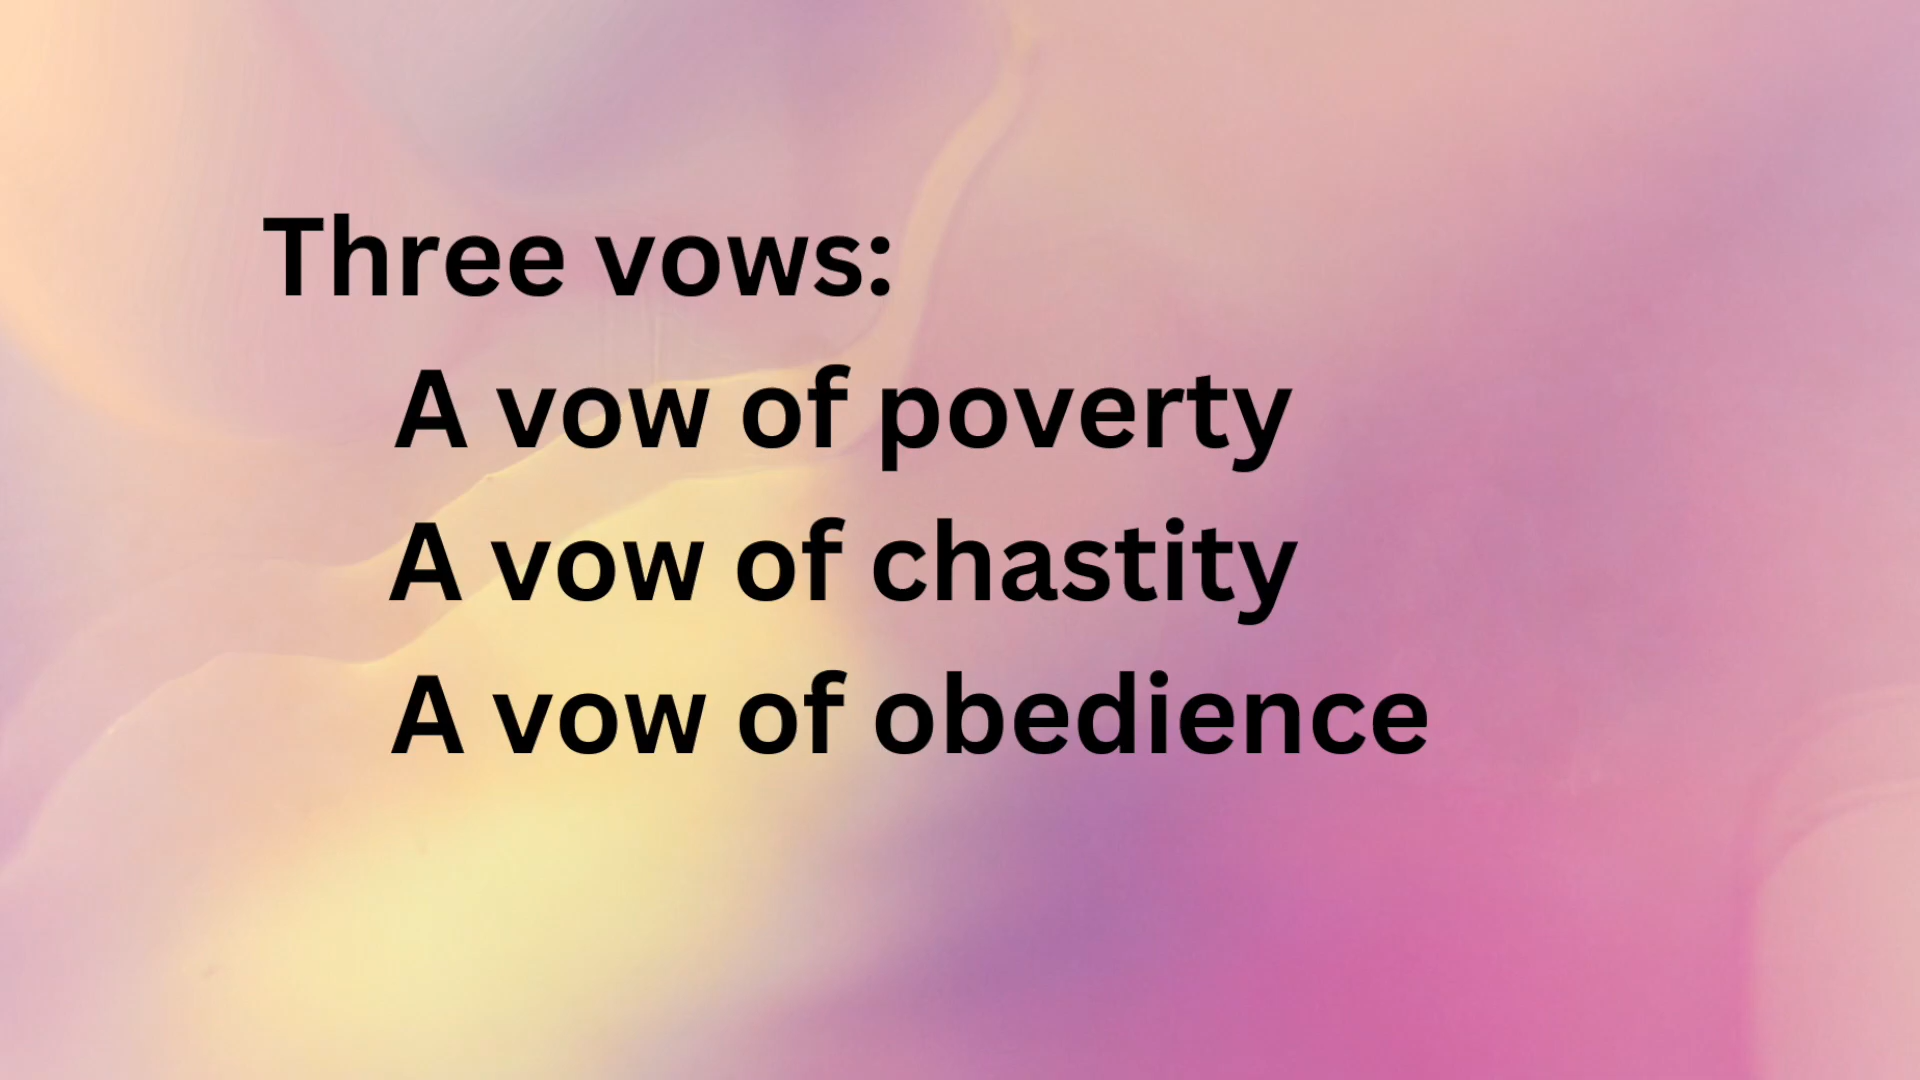 Three vows:
A vow of poverty
A vow of chastity
A vow of obedience